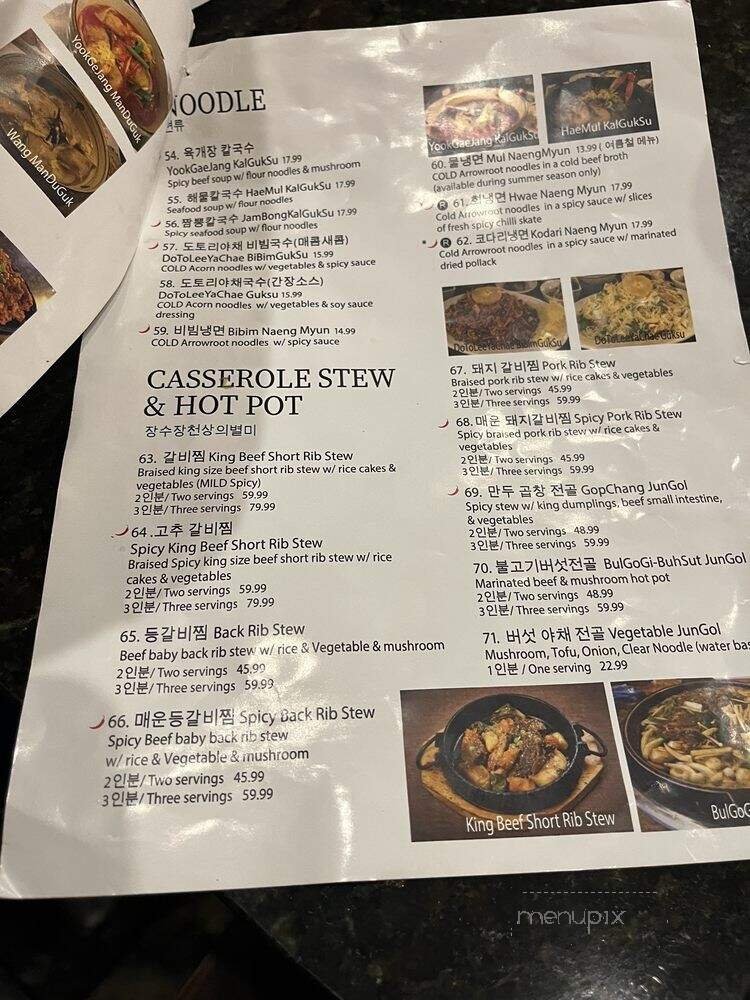 YookGeJang ManDuGuk
Wang ManDuGuk
NOODLE
면류
54. 육개장 칼국수
YookGaeJang KalGukSu 17.99
Spicy beef soup w/ flour noodles & mushroom
55. 해물칼국수 HaeMul KalGukSu 17.99
Seafood soup w/ flour noodles
56. 짬뽕칼국수 JamBongKalGukSu 17.99
Spicy seafood soup w/ flour noodles
57. 도토리야채 비빔국수(매콤새콤)
DoToLeeYaChae BiBimGukSu 15.99
COLD Acorn noodles w/ vegetables & spicy sauce
58. 도토리야채국수(간장소스)
DoToLeeYaChae Guksu 15.99
COLD Acorn noodles w/ vegetables & soy sauce
dressing
59. 비빔냉면 Bibim Naeng Myun 14.99
COLD Arrowroot noodles w/ spicy sauce
CASSEROLE STEW
& HOT POT
장수장천상의별미
63. 갈비찜 King Beef Short Rib Stew
Braised king size beef short rib stew w/ rice cakes &
vegetables (MILD Spicy)
2인분/ Two servings 59.99
3인분/ Three servings 79.99
64 .고추 갈비찜
Spicy King Beef Short Rib Stew
Braised Spicy king size beef short rib stew w/ rice
cakes & vegetables
2인분/ Two servings 59.99
3인분/ Three servings 79.99
65. 등갈비찜 Back Rib Stew
Beef baby back rib stew w/ rice & Vegetable & mushroom
2인분/ Two servings 45.99
3인분/ Three servings 59.99
66. 매운등갈비찜 Spicy Back Rib Stew
Spicy Beef baby back rib stew
w/ rice & Vegetable & mushroom
2인분/ Two servings 45.99
3인분/ Three servings 59.99
YookGaeJang KalGukSu
HaeMul KalGukSu
60. 물냉면 Mul NaengMyun 13.99 ( 여름철 메뉴)
COLD Arrowroot noodles in a cold beef broth
(available during summer season only)
R 61. 회냉면 Hwae Naeng Myun 17.99
Cold Arrowroot noodles in a spicy sauce w/ slices
of fresh spicy chilli skate
R 62. 코다리냉면 Kodari Naeng Myun 17.99
Cold Arrowroot noodles in a spicy sauce w/ marinated
dried pollack
DoToLeeYaChae BiBimGukSu
DoToLeeYaChae GukSu
67. 돼지 갈비찜 Pork Rib Stew
Braised pork rib stew w/ rice cakes & vegetables
2인분/ Two servings 45.99
3인분/ Three servings 59.99
68. 매운 돼지갈비찜 Spicy Pork Rib Stew
Spicy braised pork rib stew w/ rice cakes &
vegetables
2인분/ Two servings 45.99
3인분/ Three servings 59.99
69. 만두 곱창 전골 GopChang JunGol
Spicy stew w/ king dumplings, beef small intestine,
& vegetables
2인분/ Two servings 48.99
3인분/ Three servings 59.99
70. 불고기버섯전골 BulGoGi-BuhSut JunGol
Marinated beef & mushroom hot pot
2인분/ Two servings 48.99
3인분/ Three servings 59.99
71. 버섯 야채 전골 Vegetable JunGol
Mushroom, Tofu, Onion, Clear Noodle (water bas
1인분 / One serving 22.99
King Beef Short Rib Stew
BulGoG
menupix